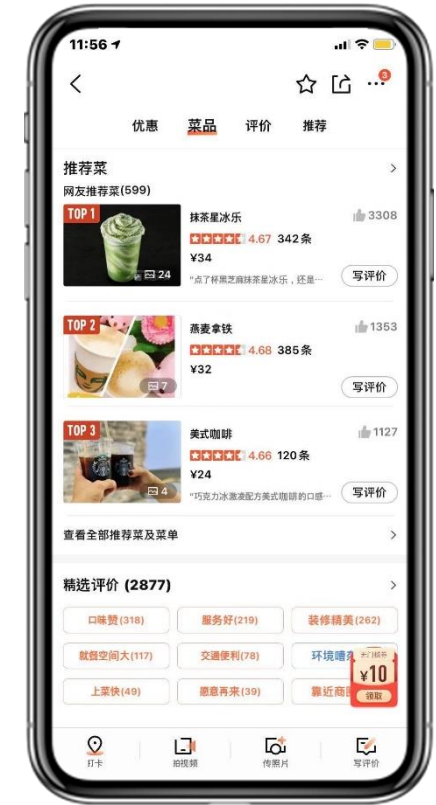 11:56
3
优惠 菜品 评价 推荐
推荐菜
网友推荐菜(599)
TOP 1
24
抹茶星冰乐
3308
4.67 342条
¥34
“点了杯黑芝麻抹茶星冰乐，还是…
写评价
TOP 2
7
燕麦拿铁
1353
4.68 385条
¥32
写评价
TOP 3
4
美式咖啡
1127
4.66 120条
¥24
“巧克力冰激凌配方美式咖啡的口感…
写评价
查看全部推荐菜及菜单
精选评价 (2877)
口味赞(318) 服务好(219) 装修精美(262)
就餐空间大(117) 交通便利(78) 环境嘈杂
¥10
领取
上菜快(49) 愿意再来(39) 靠近商
打卡 拍视频 传照片 写评价